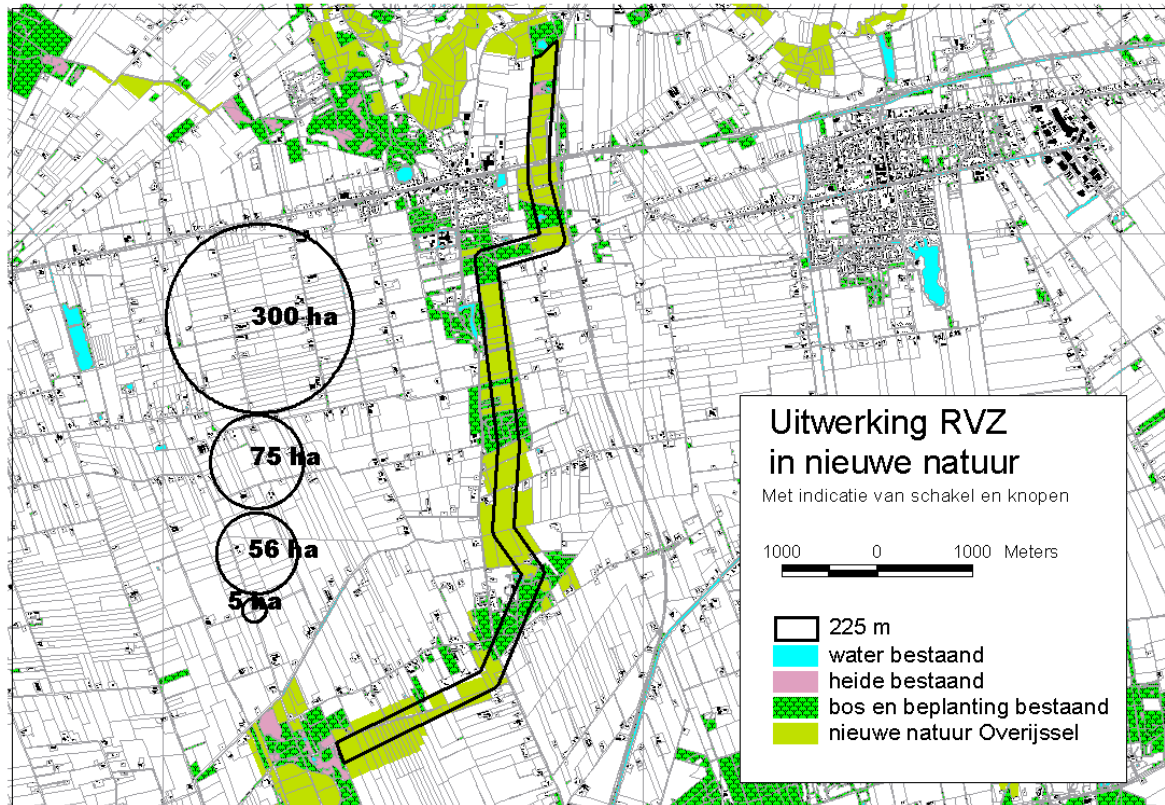 300 ha
75 ha
56 ha
5 ha
Uitwerking RVZ
in nieuwe natuur
Met indicatie van schakel en knopen
1000 0 1000 Meters
225 m
water bestaand
heide bestaand
bos en beplanting bestaand
nieuwe natuur Overijssel